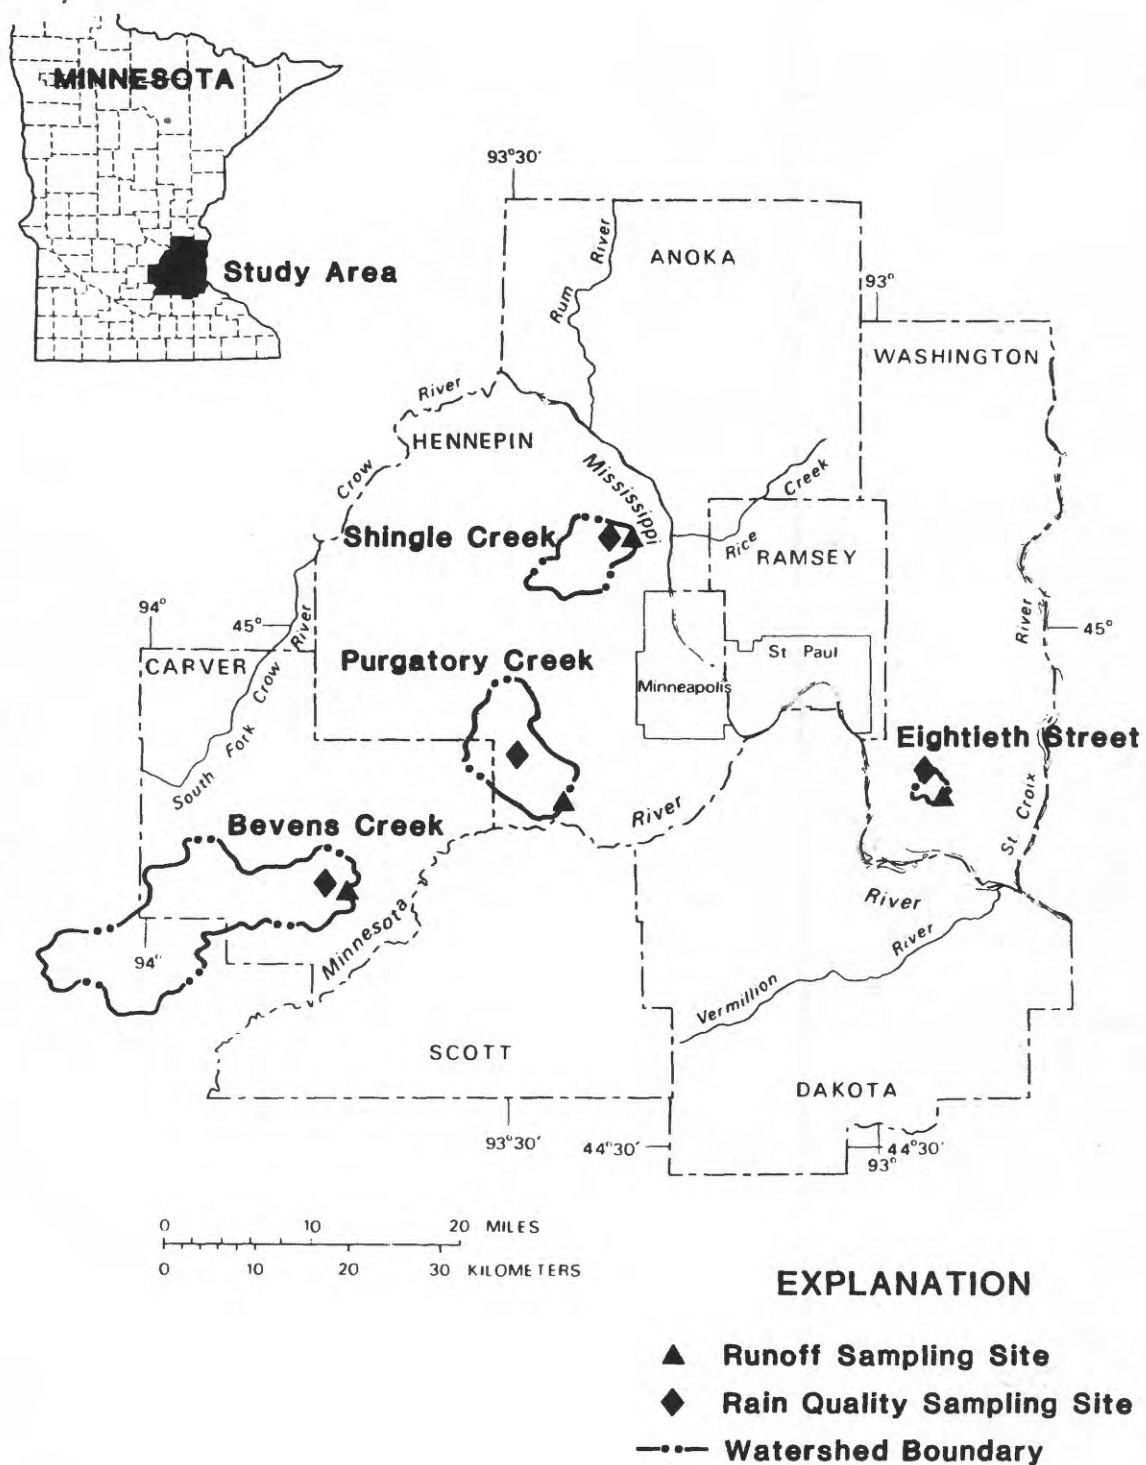 MINNESOTA
Study Area
93°30'
Rum River
ANOKA
93°
WASHINGTON
Crow River
HENNEPIN
Mississippi
Rice Creek
Shingle Creek
RAMSEY
94°
45°
CARVER
South Fork Crow River
Purgatory Creek
St. Paul
Minneapolis
45°
Eightieth Street
St. Croix River
Bevens Creek
Minnesota River
River
94°
Vermillion River
SCOTT
DAKOTA
93°30'
44°30'
44°30'
93°
0 10 20 MILES
0 10 20 30 KILOMETERS
EXPLANATION
Runoff Sampling Site
Rain Quality Sampling Site
Watershed Boundary